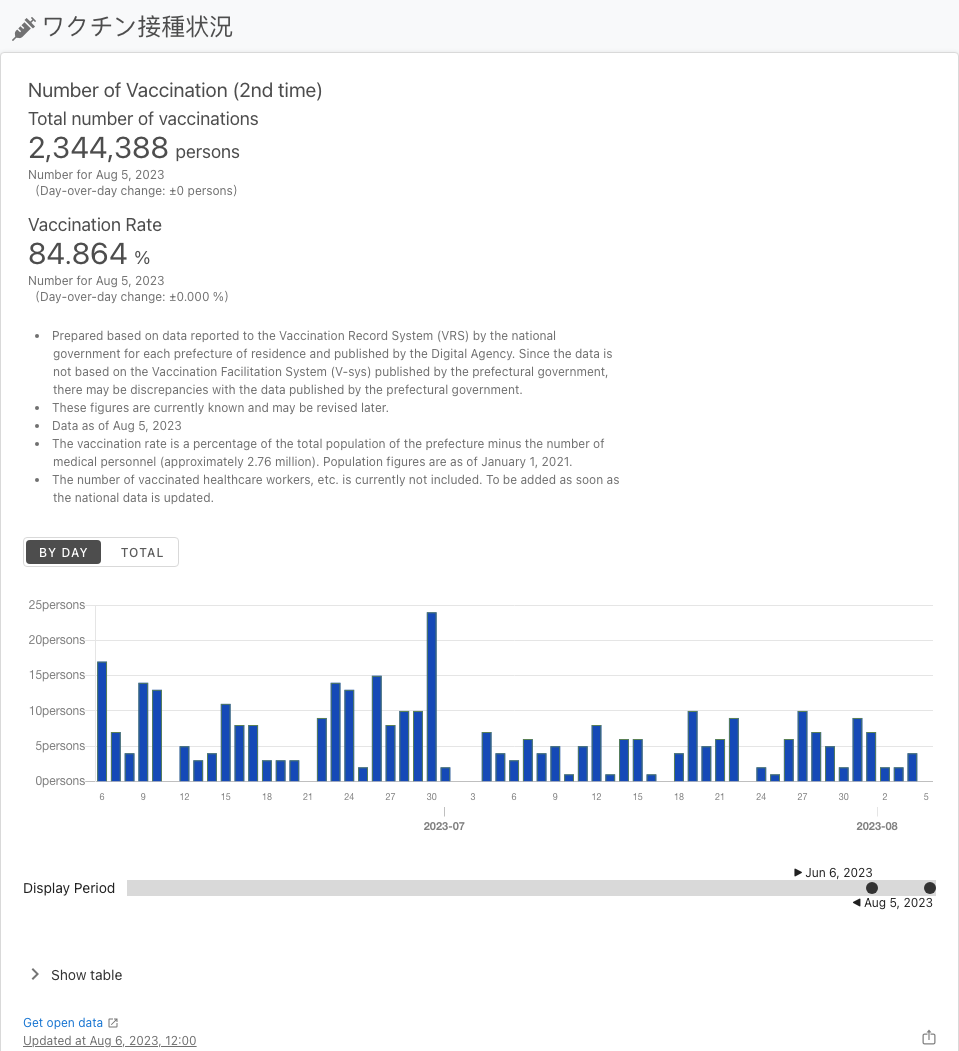 ワクチン接種状況
Number of Vaccination (2nd time)
Total number of vaccinations
2,344,388 persons
Number for Aug 5, 2023
(Day-over-day change: ±0 persons)
Vaccination Rate
84.864 %
Number for Aug 5, 2023
(Day-over-day change: ±0.000 %)
• Prepared based on data reported to the Vaccination Record System (VRS) by the national
government for each prefecture of residence and published by the Digital Agency. Since the data is
not based on the Vaccination Facilitation System (V-sys) published by the prefectural government,
there may be discrepancies with the data published by the prefectural government.
• These figures are currently known and may be revised later.
• Data as of Aug 5, 2023
• The vaccination rate is a percentage of the total population of the prefecture minus the number of
medical personnel (approximately 2.76 million). Population figures are as of January 1, 2021.
• The number of vaccinated healthcare workers, etc. is currently not included. To be added as soon as
the national data is updated.
BY DAY TOTAL
25persons
20persons
15persons
10persons
5persons
0persons
6 9 12 15 18 21 24 27 30 3 6 9 12 15 18 21 24 27 30 2 5
2023-07 2023-08
▶ Jun 6, 2023
Display Period
◀ Aug 5, 2023
Show table
Get open data
Updated at Aug 6, 2023, 12:00